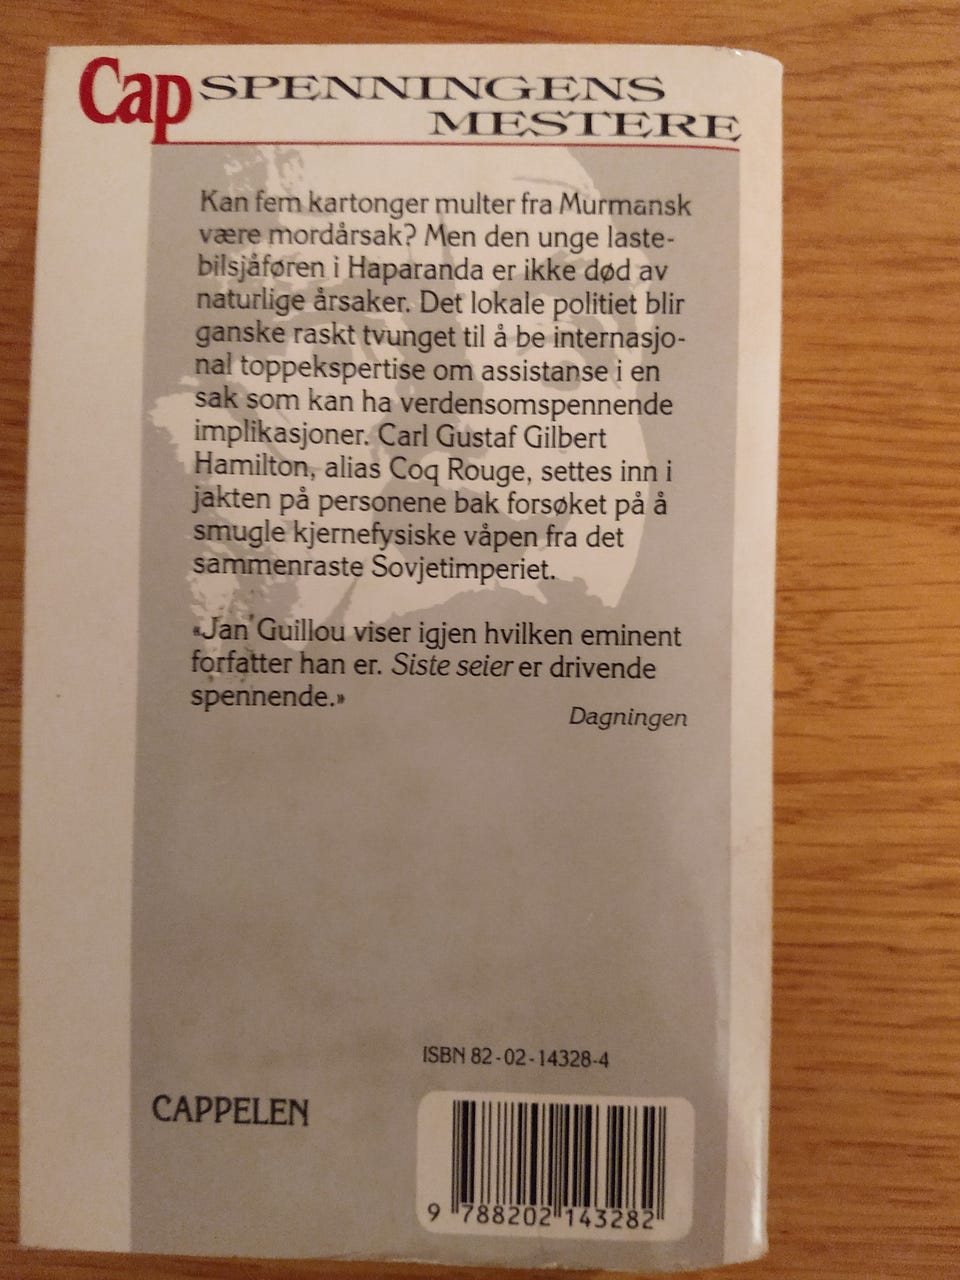 Cap SPENNINGENS
MESTERE
Kan fem kartonger multer fra Murmansk
være mordårsak? Men den unge laste-
bilsjåføren i Haparanda er ikke død av
naturlige årsaker. Det lokale politiet blir
ganske raskt tvunget til å be internasjo-
nal toppekspertise om assistanse i en
sak som kan ha verdensomspennende
implikasjoner. Carl Gustaf Gilbert
Hamilton, alias Coq Rouge, settes inn i
jakten på personene bak forsøket på å
smugle kjernefysiske våpen fra det
sammenraste Sovjetimperiet.
«Jan Guillou viser igjen hvilken eminent
forfatter han er. Siste seier er drivende
spennende.»
Dagningen
ISBN 82-02-14328-4
CAPPELEN
9 788202 143282